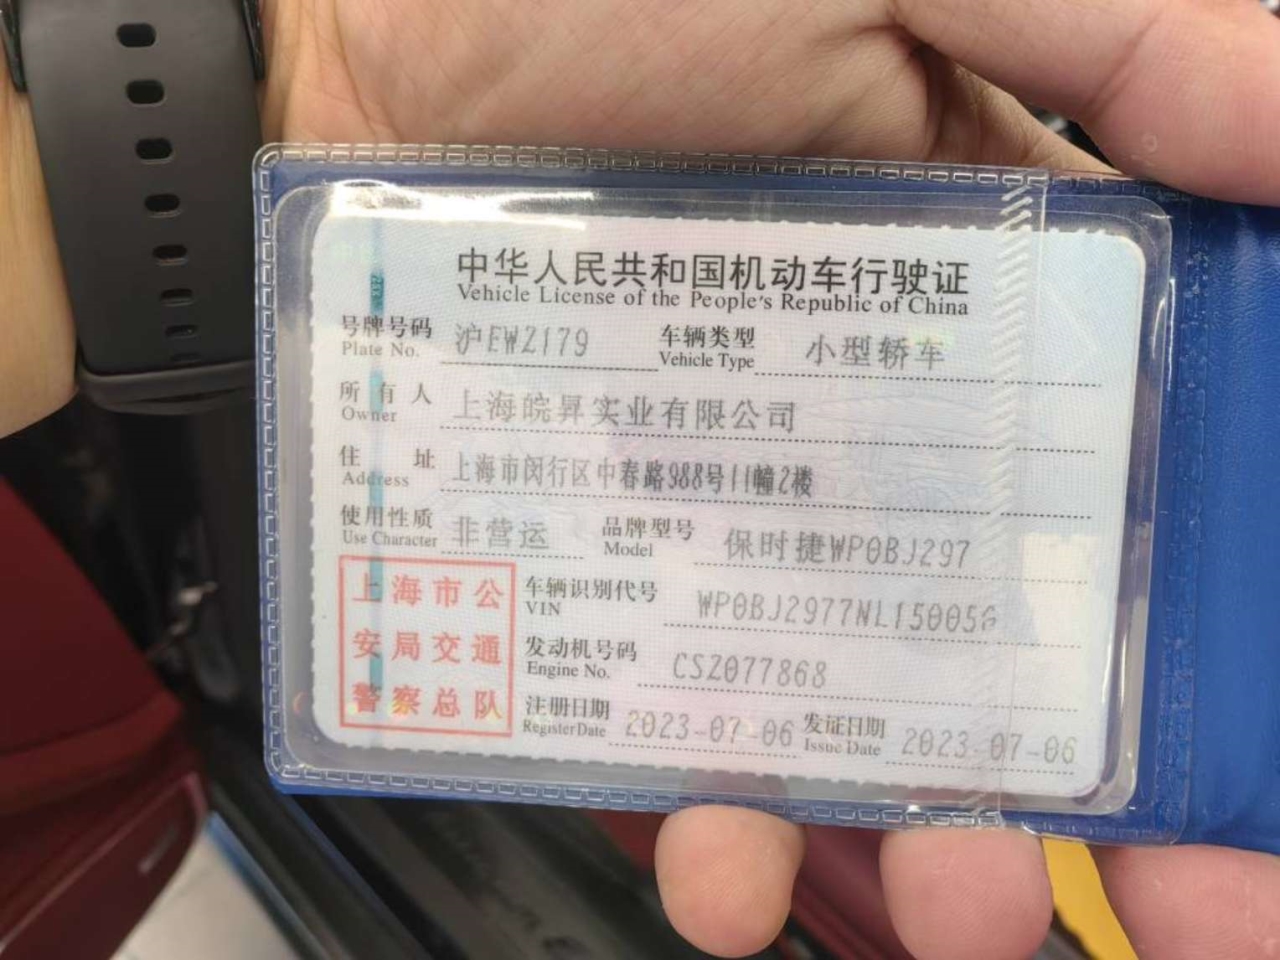 中华人民共和国机动车行驶证
Vehicle License of the People's Republic of China
号牌号码 沪EWZ179 车辆类型 小型轿车
Plate No. Vehicle Type
所有人 上海皖昇实业有限公司
Owner
住址 上海市闵行区中春路988号11幢2楼
Address
使用性质 非营运 品牌型号 保时捷WP0BJ297
Use Character Model
上海市公
安局交通
警察总队
车辆识别代号 WP0BJ2977NL150056
VIN
发动机号码 CSZ077868
Engine No.
注册日期 2023-07-06 发证日期 2023-07-06
Register Date Issue Date